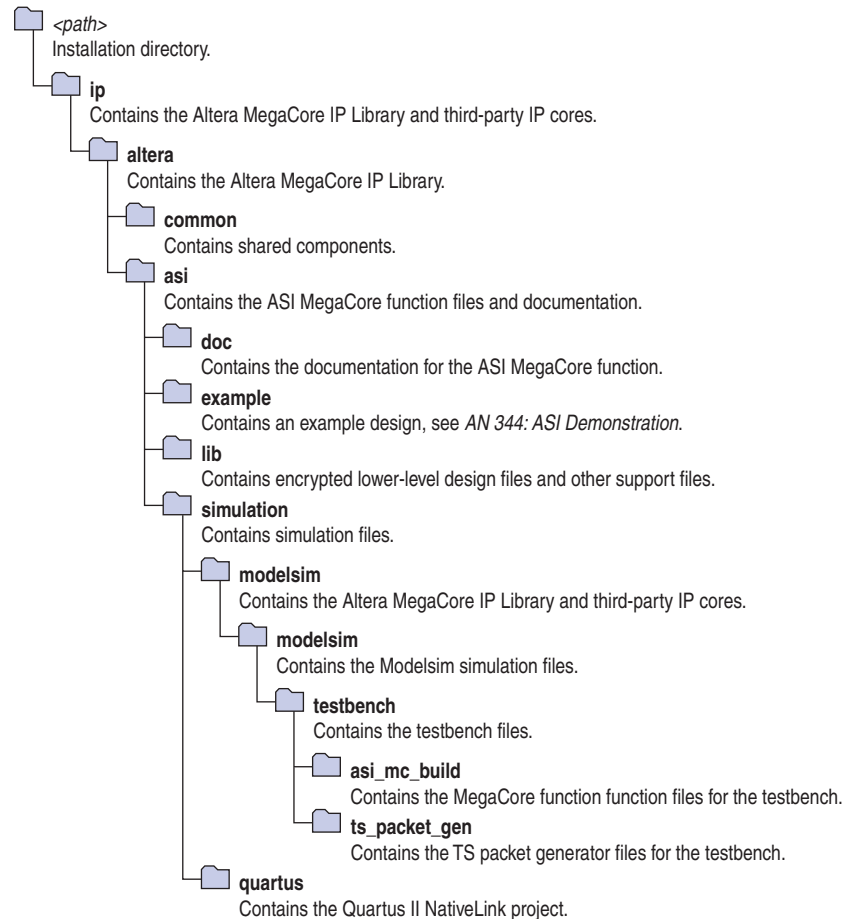 <path>
Installation directory.
ip
Contains the Altera MegaCore IP Library and third-party IP cores.
altera
Contains the Altera MegaCore IP Library.
common
Contains shared components.
asi
Contains the ASI MegaCore function files and documentation.
doc
Contains the documentation for the ASI MegaCore function.
example
Contains an example design, see AN 344: ASI Demonstration.
lib
Contains encrypted lower-level design files and other support files.
simulation
Contains simulation files.
modelsim
Contains the Altera MegaCore IP Library and third-party IP cores.
modelsim
Contains the Modelsim simulation files.
testbench
Contains the testbench files.
asi_mc_build
Contains the MegaCore function function files for the testbench.
ts_packet_gen
Contains the TS packet generator files for the testbench.
quartus
Contains the Quartus II NativeLink project.